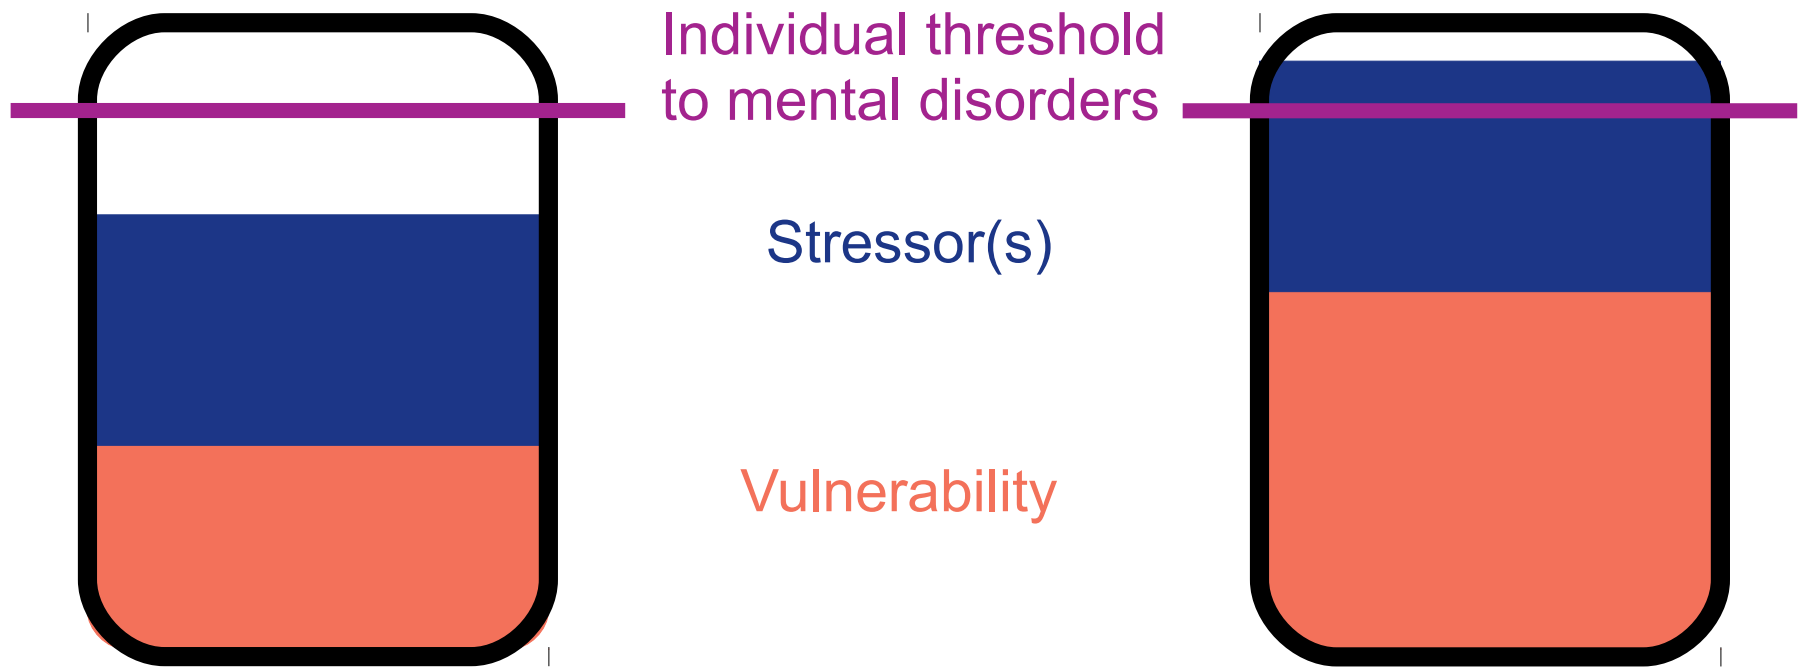 Individual threshold
to mental disorders
Stressor(s)
Vulnerability